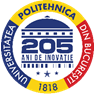 UNIVERSITATEA
POLITEHNICA
DIN BUCUREȘTI
205
ANI DE INOVAȚIE
1818